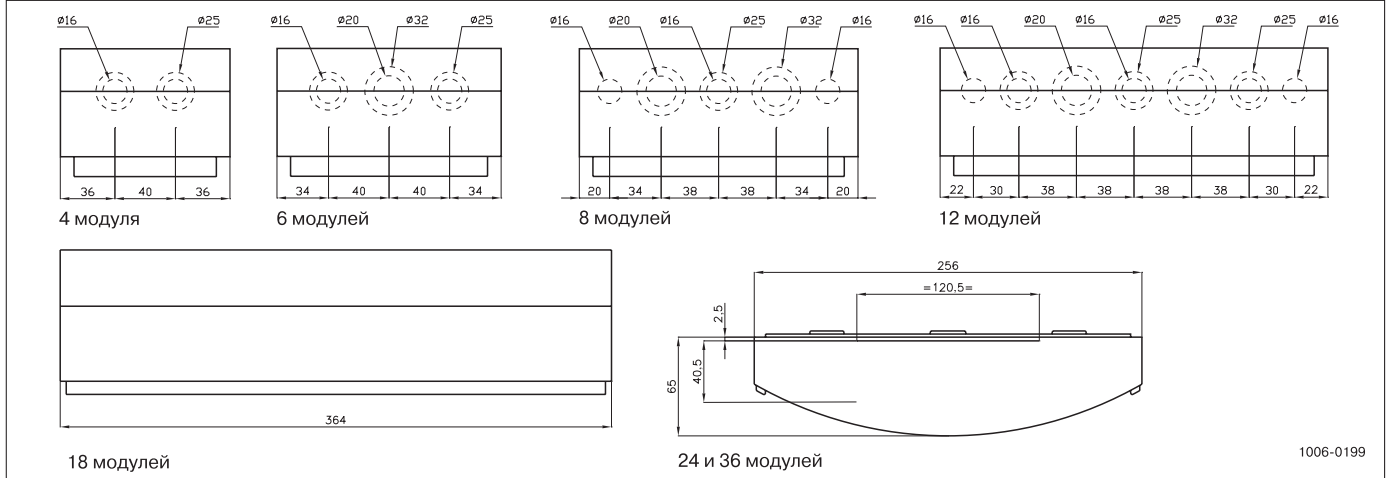 ø16 ø25
ø20 ø32
ø16 ø25
ø16 ø20 ø25 ø32 ø16
ø16 ø16 ø20 ø16 ø25 ø32 ø25 ø16
36 40 36
34 40 40 34
20 34 38 38 34 20
22 30 38 38 38 38 30 22
4 модуля
6 модулей
8 модулей
12 модулей
256
=120,5=
2,5
40,5
65
364
18 модулей
24 и 36 модулей
1006-0199